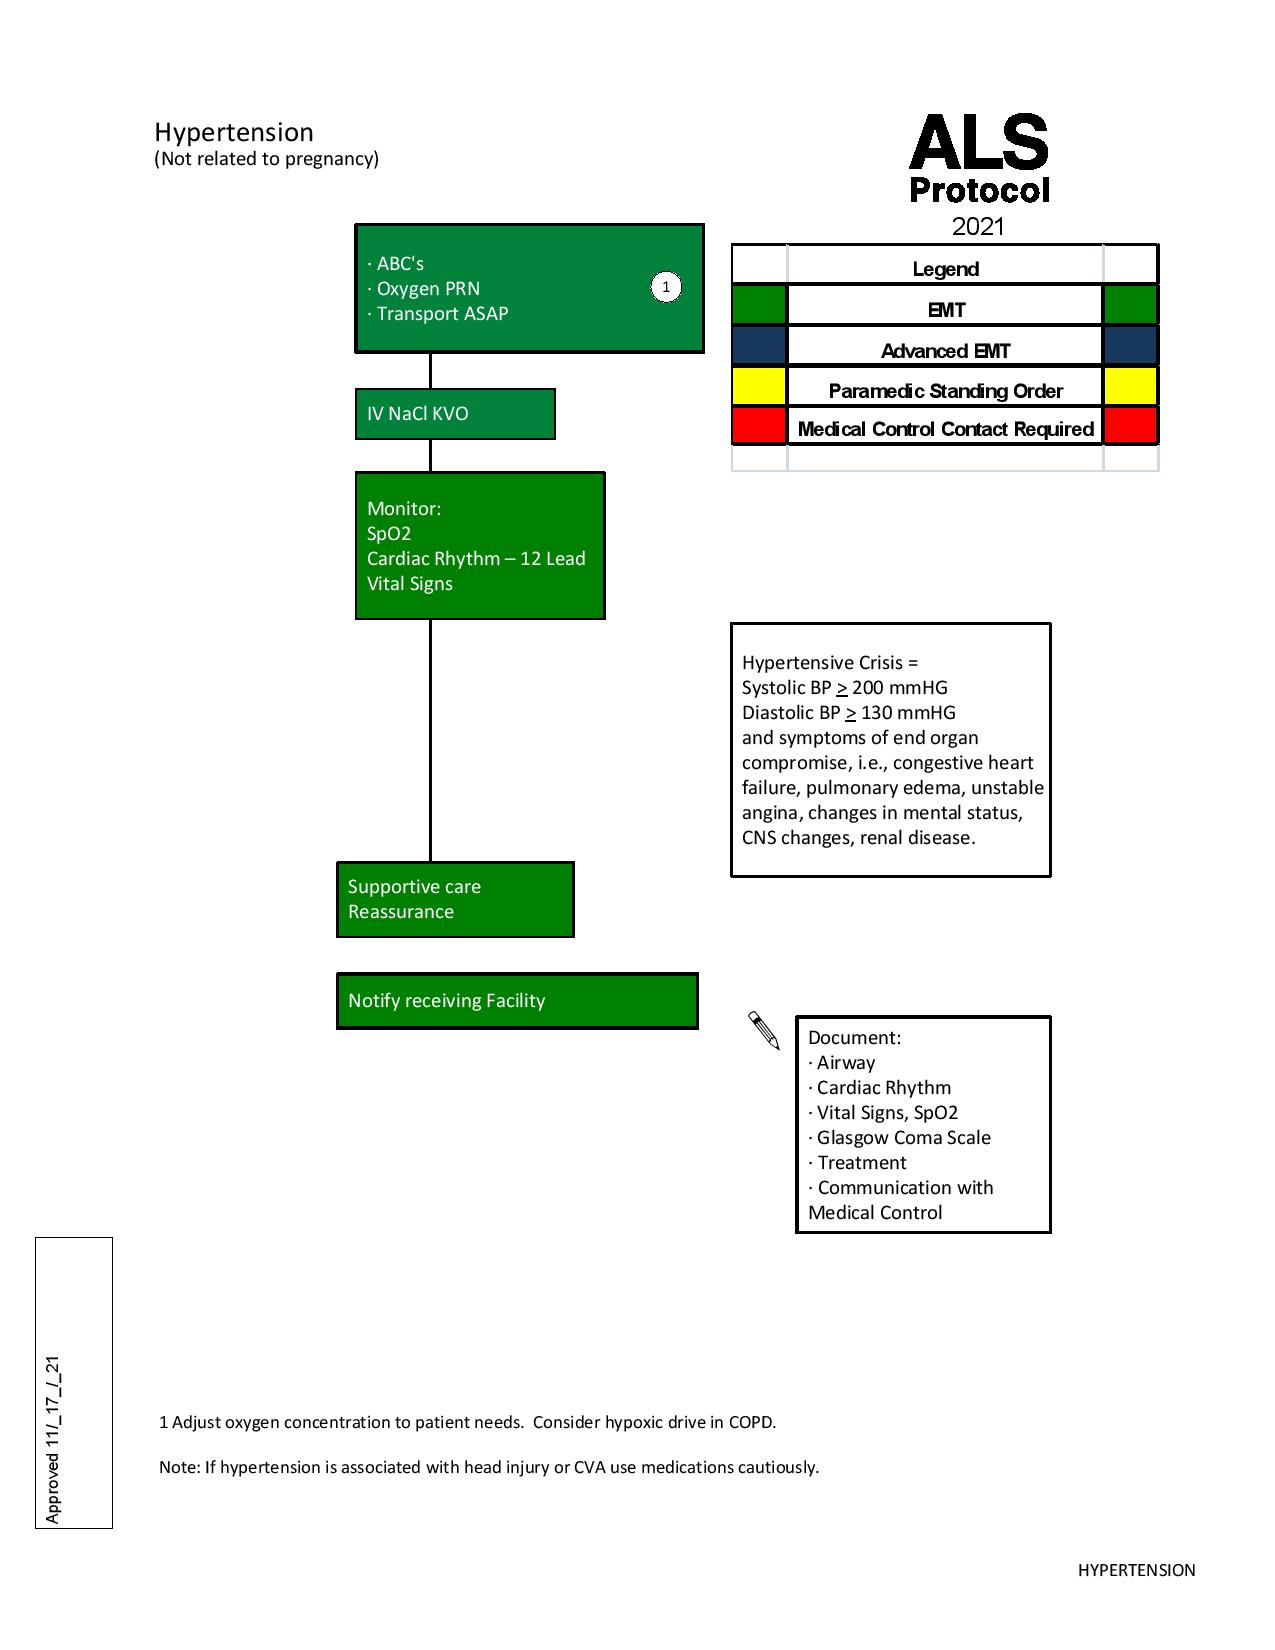 Hypertension
(Not related to pregnancy)
ALS
Protocol
2021
· ABC's
· Oxygen PRN
· Transport ASAP
1
Legend
EMT
Advanced EMT
Paramedic Standing Order
Medical Control Contact Required
IV NaCl KVO
Monitor:
SpO2
Cardiac Rhythm – 12 Lead
Vital Signs
Hypertensive Crisis =
Systolic BP ≥ 200 mmHG
Diastolic BP ≥ 130 mmHG
and symptoms of end organ
compromise, i.e., congestive heart
failure, pulmonary edema, unstable
angina, changes in mental status,
CNS changes, renal disease.
Supportive care
Reassurance
Notify receiving Facility
Document:
· Airway
· Cardiac Rhythm
· Vital Signs, SpO2
· Glasgow Coma Scale
· Treatment
· Communication with
Medical Control
Approved 11/_17_/_21
1 Adjust oxygen concentration to patient needs.  Consider hypoxic drive in COPD.
Note: If hypertension is associated with head injury or CVA use medications cautiously.
HYPERTENSION